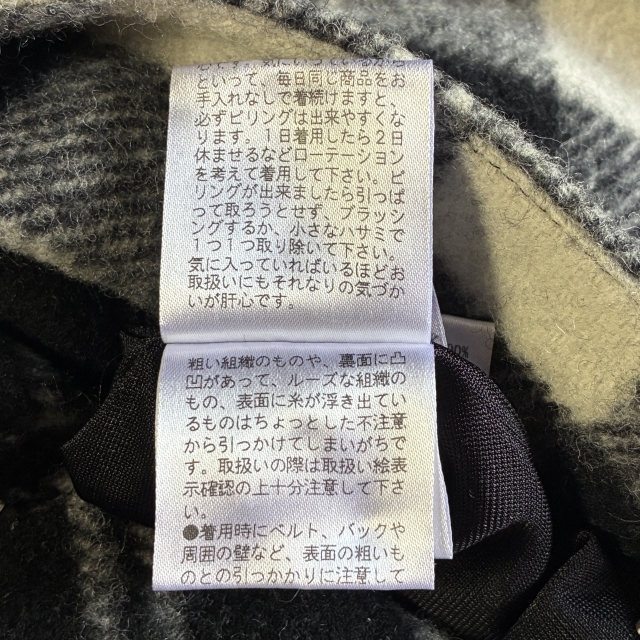 といって、毎日同じ商品をお
手入れなしで着続けますと、
必ずピリングは出来やすくな
ります。1日着用したら2日
休ませるなどローテーション
を考えて着用して下さい。ピ
リングが出来ましたら引っぱ
って取ろうとせず、ブラッシ
ングするか、小さなハサミで
1つ1つ取り除いて下さい。
気に入っていればいるほどお
取扱いにもそれなりの気づか
いが肝心です。
粗い組織のものや、裏面に凸
凹があって、ルーズな組織の
もの、表面に糸が浮き出てい
るものはちょっとした不注意
から引っかけてしまいがちで
す。取扱いの際は取扱い絵表
示確認の上十分注意して下さ
い。
●着用時にベルト、バックや
周囲の壁など、表面の粗いも
のとの引っかかりに注意して